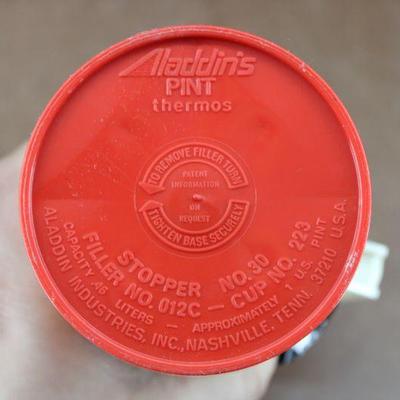 Aladdin's
PINT
thermos
TO REMOVE FILLER TURN
PATENT
INFORMATION
ON
REQUEST
TIGHTEN BASE SECURELY
STOPPER NO. 30
FILLER NO. 012C — CUP NO. 223
CAPACITY .46 LITERS — APPROXIMATELY 1 U.S. PINT
ALADDIN INDUSTRIES, INC., NASHVILLE, TENN. 37210 U.S.A.